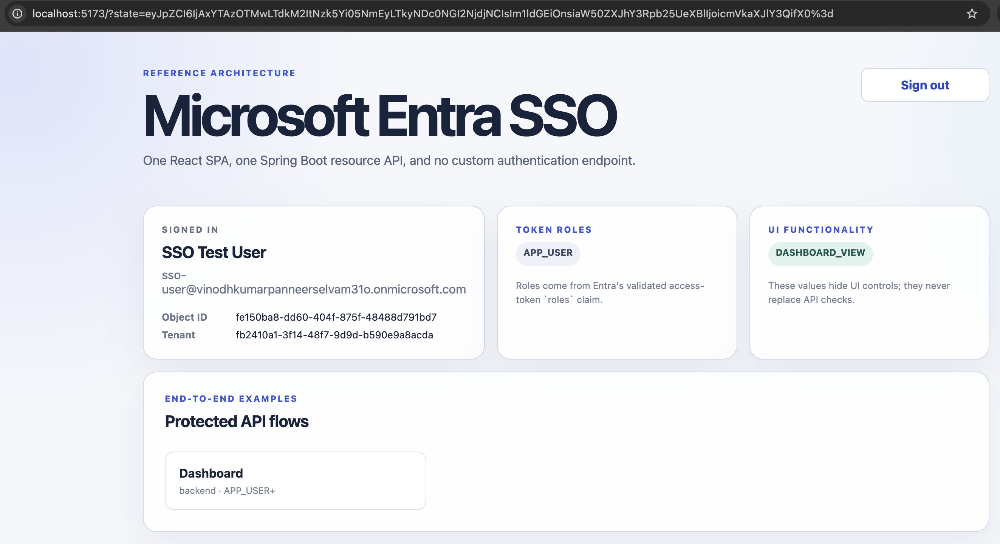 localhost:5173/?state=eyJpZCI6IjAxYTAzOTMwLTdkM2ItNzk5Yi05NmEyLTkyNDc0NGI2NjdjNCIsIm1ldGEiOnsiaW50ZXJhY3Rpb25UeXBlIjoicmVkaXJlY3QifX0%3d
REFERENCE ARCHITECTURE
Sign out
Microsoft Entra SSO
One React SPA, one Spring Boot resource API, and no custom authentication endpoint.
SIGNED IN
SSO Test User
sso-
user@vinodhkumarpanneerselvam31o.onmicrosoft.com
Object ID fe150ba8-dd60-404f-875f-48488d791bd7
Tenant fb2410a1-3f14-48f7-9d9d-b590e9a8acda
TOKEN ROLES
APP_USER
Roles come from Entra's validated access-
token `roles` claim.
UI FUNCTIONALITY
DASHBOARD_VIEW
These values hide UI controls; they never
replace API checks.
END-TO-END EXAMPLES
Protected API flows
Dashboard
backend · APP_USER+